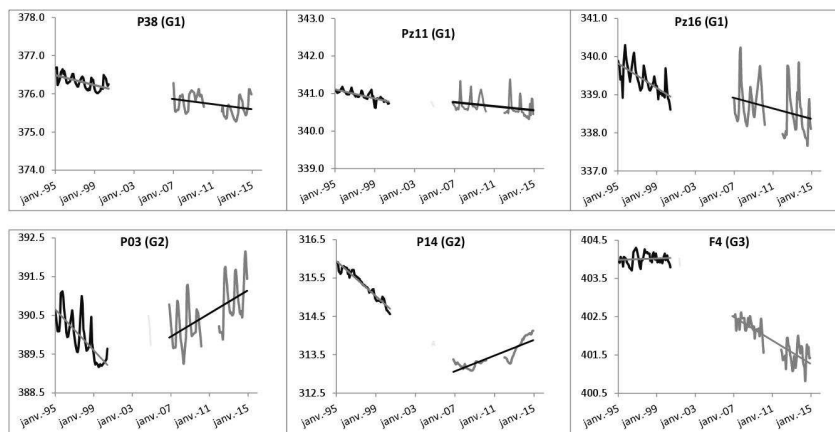 P38 (G1)
378.0
377.0
376.0
375.0
374.0
janv.-95
janv.-99
janv.-03
janv.-07
janv.-11
janv.-15
Pz11 (G1)
343.0
342.0
341.0
340.0
339.0
janv.-95
janv.-99
janv.-03
janv.-07
janv.-11
janv.-15
Pz16 (G1)
341.0
340.0
339.0
338.0
337.0
janv.-95
janv.-99
janv.-03
janv.-07
janv.-11
janv.-15
P03 (G2)
392.5
391.5
390.5
389.5
388.5
janv.-95
janv.-99
janv.-03
janv.-07
janv.-11
janv.-15
P14 (G2)
316.5
315.5
314.5
313.5
312.5
janv.-95
janv.-99
janv.-03
janv.-07
janv.-11
janv.-15
F4 (G3)
404.5
403.5
402.5
401.5
400.5
janv.-95
janv.-99
janv.-03
janv.-07
janv.-11
janv.-15